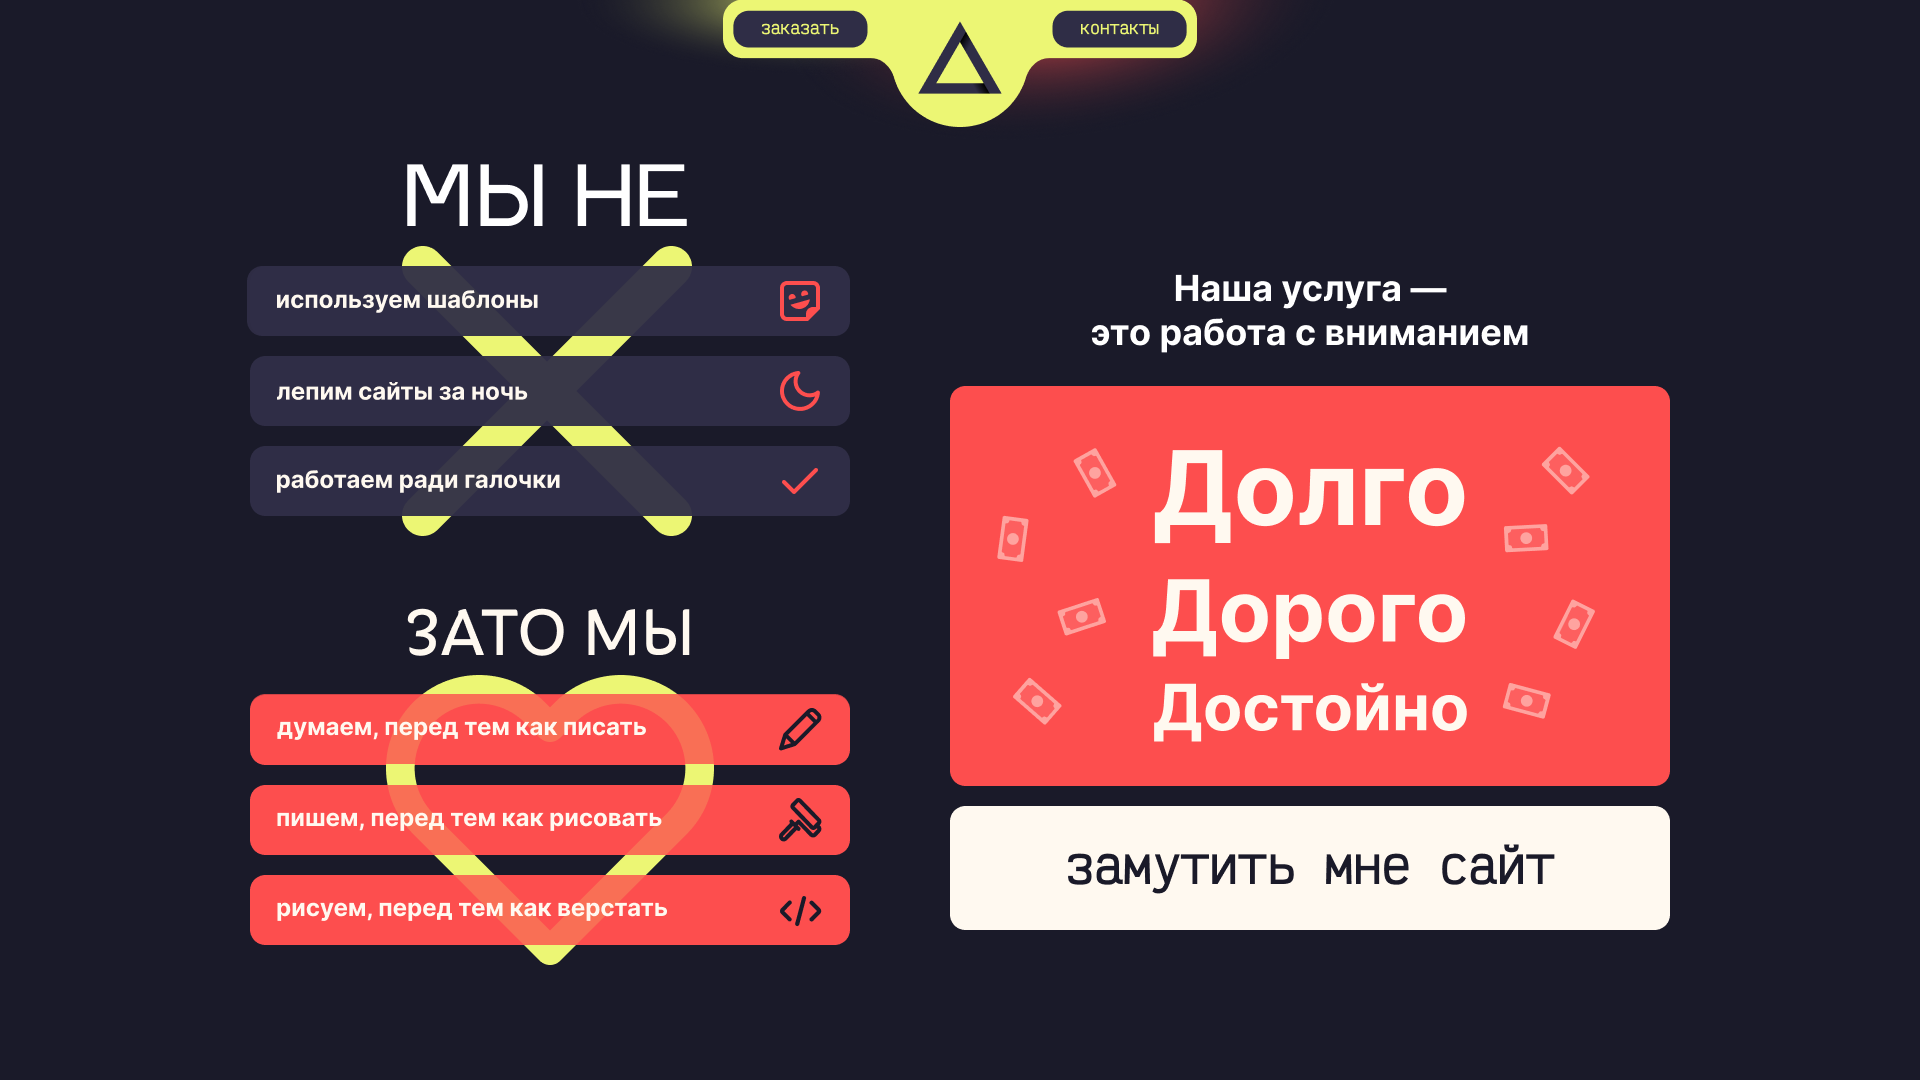 заказать
контакты
МЫ НЕ
используем шаблоны
лепим сайты за ночь
работаем ради галочки
ЗАТО МЫ
думаем, перед тем как писать
пишем, перед тем как рисовать
рисуем, перед тем как верстать
Наша услуга —
это работа с вниманием
Долго
Дорого
Достойно
замутить мне сайт